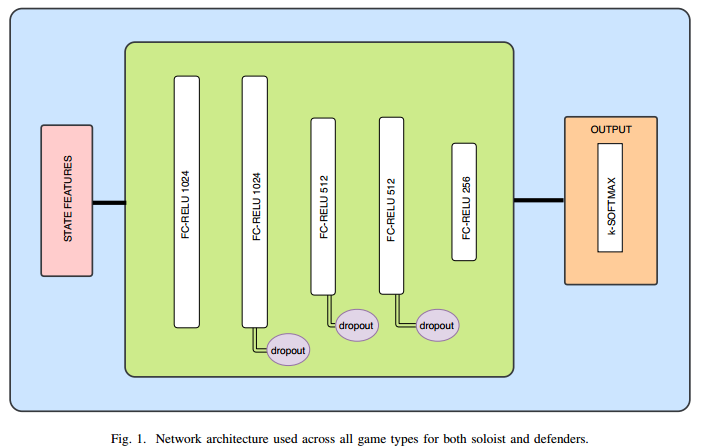 STATE FEATURES
FC-RELU 1024
FC-RELU 1024
FC-RELU 512
FC-RELU 512
FC-RELU 256
dropout
dropout
dropout
OUTPUT
k-SOFTMAX
Fig. 1. Network architecture used across all game types for both soloist and defenders.